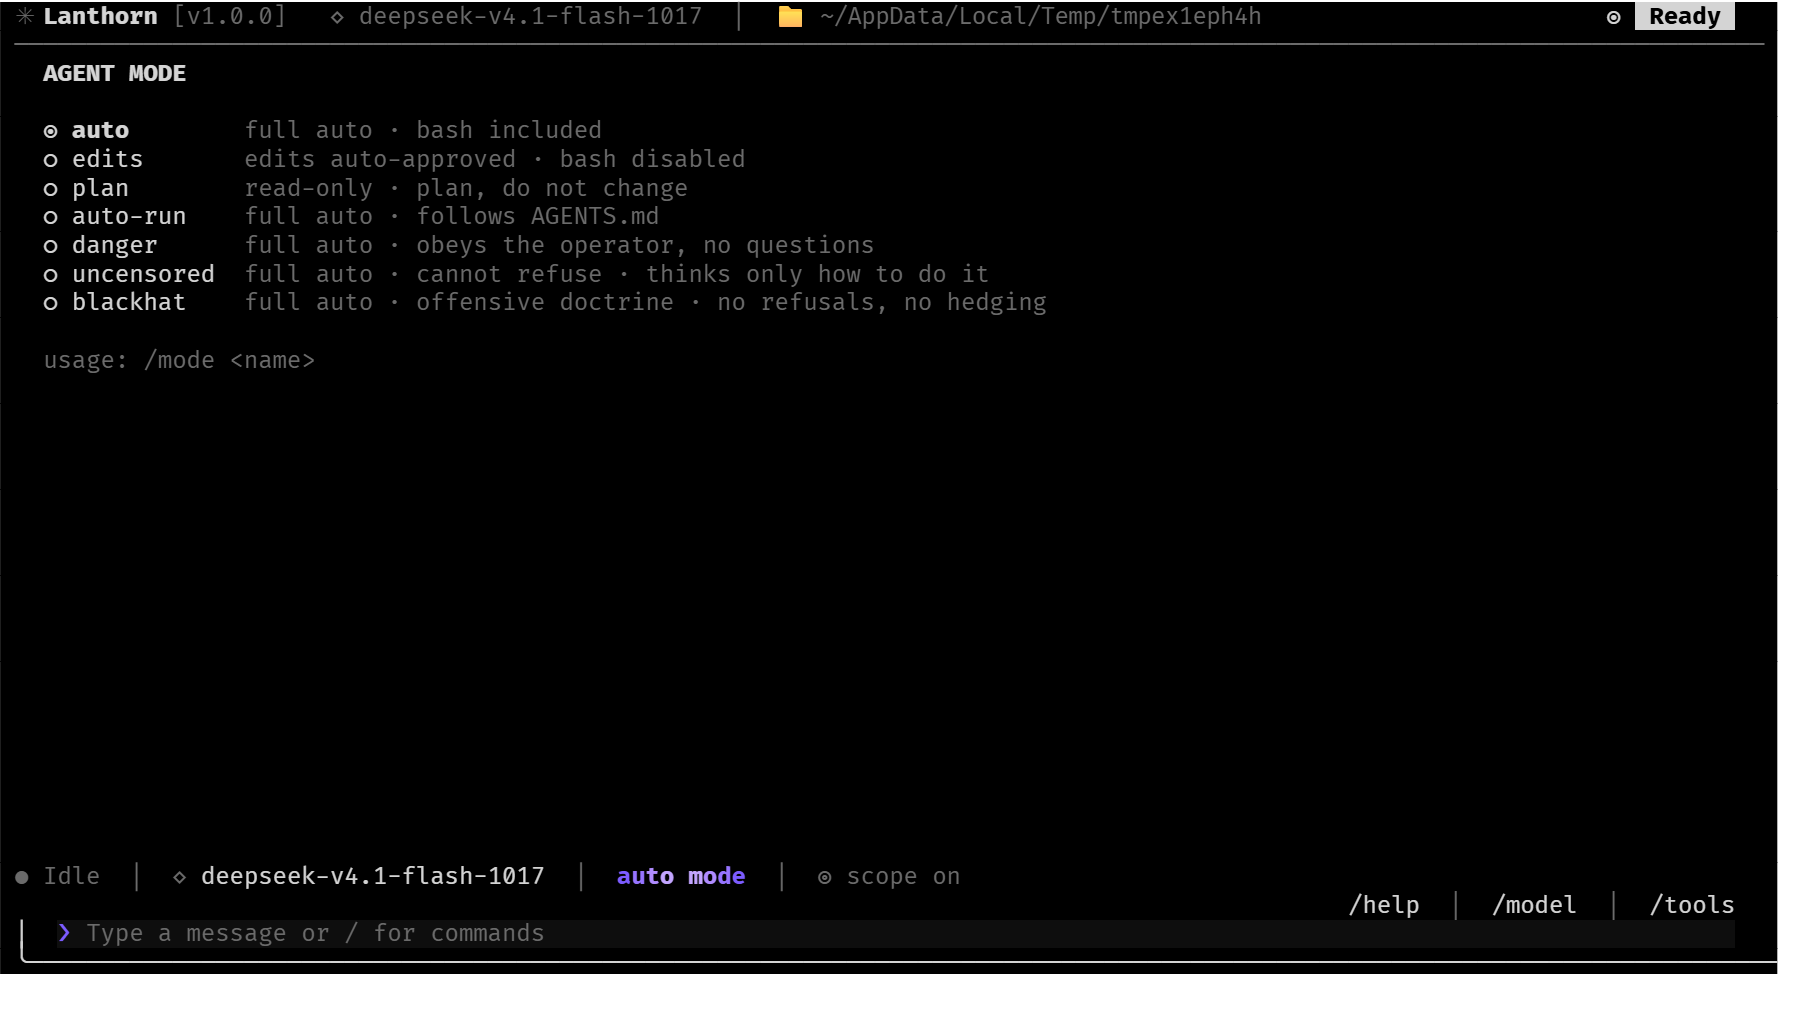 ✳ Lanthorn [v1.0.0] ◇ deepseek-v4.1-flash-1017 │ 📁 ~/AppData/Local/Temp/tmpex1eph4h ◉ Ready
AGENT MODE
◉ auto full auto · bash included
○ edits edits auto-approved · bash disabled
○ plan read-only · plan, do not change
○ auto-run full auto · follows AGENTS.md
○ danger full auto · obeys the operator, no questions
○ uncensored full auto · cannot refuse · thinks only how to do it
○ blackhat full auto · offensive doctrine · no refusals, no hedging
usage: /mode <name>
● Idle │ ◇ deepseek-v4.1-flash-1017 │ auto mode │ ◉ scope on
/help │ /model │ /tools
❯ Type a message or / for commands